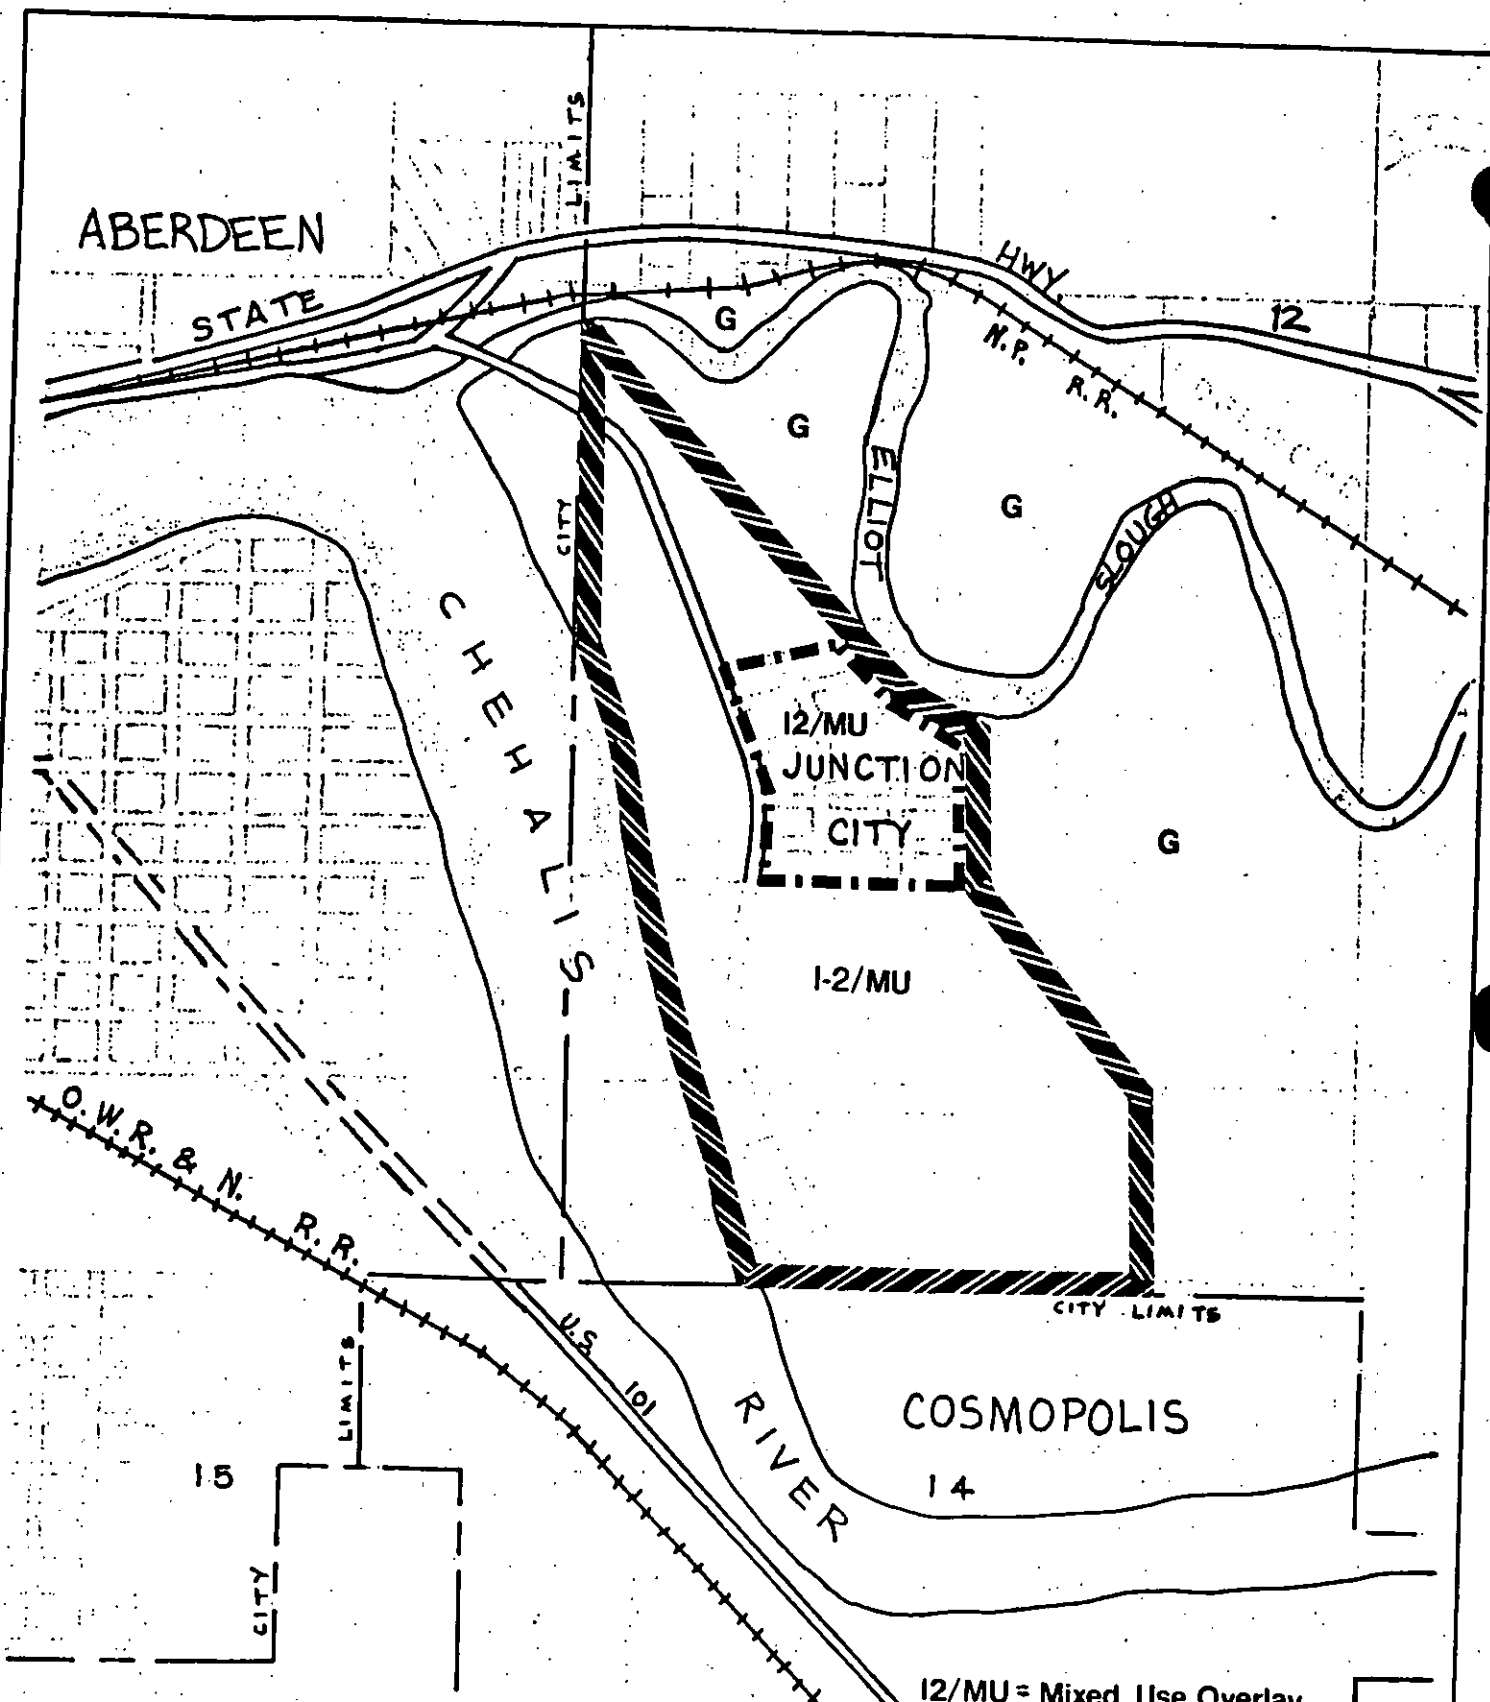 LIMITS
ABERDEEN
STATE
HWY.
12
G
N.P. R.R.
G
ELLIOT
G
SLOUGH
CITY
CHEHALIS
12/MU
JUNCTION
CITY
G
I-2/MU
O.W.R. & N. R.R.
CITY LIMITS
U.S. 101
LIMITS
COSMOPOLIS
RIVER
15
14
CITY
12/MU = Mixed Use Overlay